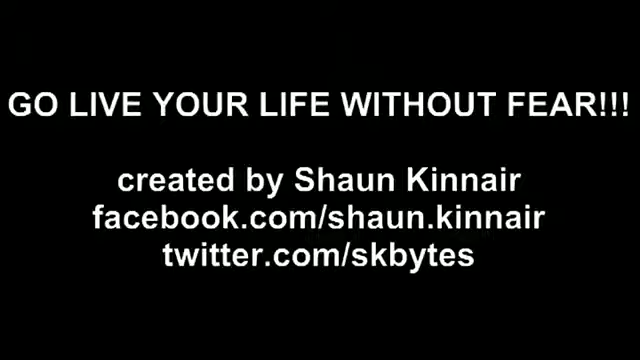 GO LIVE YOUR LIFE WITHOUT FEAR!!!
created by Shaun Kinnair
facebook.com/shaun.kinnair
twitter.com/skbytes